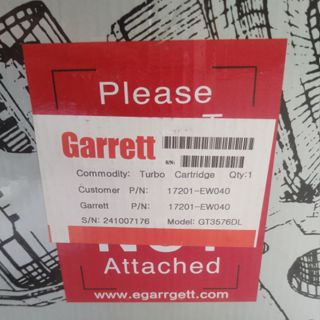 Please
Garrett
S/N:
Commodity: Turbo Cartridge Qty:1
Customer P/N: 17201-EW040
Garrett P/N: 17201-EW040
S/N: 241007176 Model: GT3576DL
NOT
Attached
www.egarrgett.com